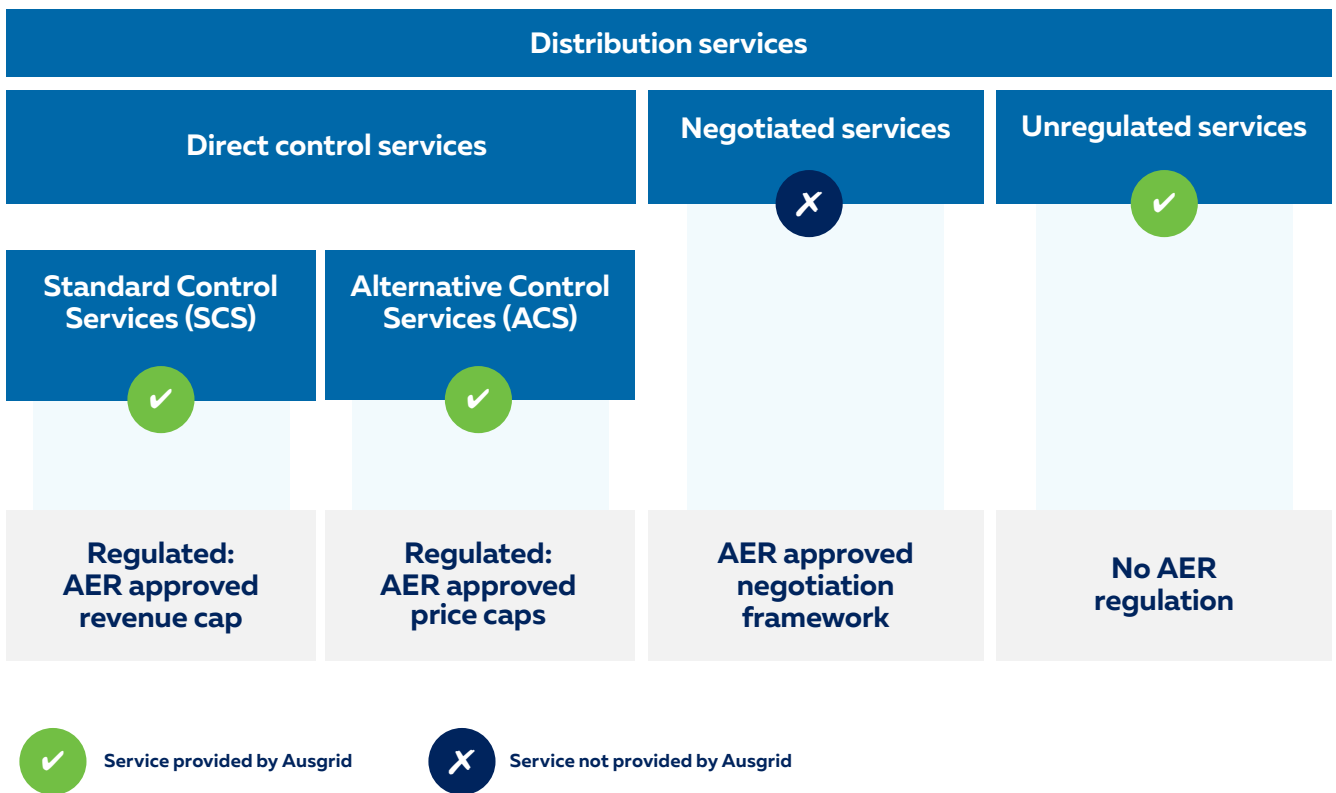 Distribution services
Direct control services
Negotiated services
Unregulated services
Standard Control
Services (SCS)
Alternative Control
Services (ACS)
Regulated:
AER approved
revenue cap
Regulated:
AER approved
price caps
AER approved
negotiation
framework
No AER
regulation
Service provided by Ausgrid
Service not provided by Ausgrid